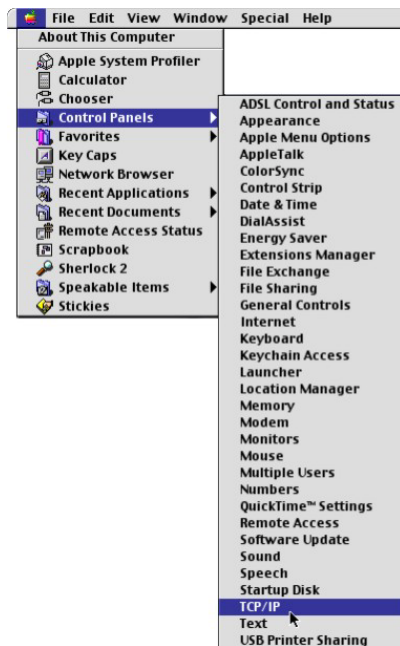 File Edit View Window Special Help
About This Computer
Apple System Profiler
Calculator
Chooser
Control Panels
Favorites
Key Caps
Network Browser
Recent Applications
Recent Documents
Remote Access Status
Scrapbook
Sherlock 2
Speakable Items
Stickies
ADSL Control and Status
Appearance
Apple Menu Options
AppleTalk
ColorSync
Control Strip
Date & Time
DialAssist
Energy Saver
Extensions Manager
File Exchange
File Sharing
General Controls
Internet
Keyboard
Keychain Access
Launcher
Location Manager
Memory
Modem
Monitors
Mouse
Multiple Users
Numbers
QuickTime™ Settings
Remote Access
Software Update
Sound
Speech
Startup Disk
TCP/IP
Text
USB Printer Sharing